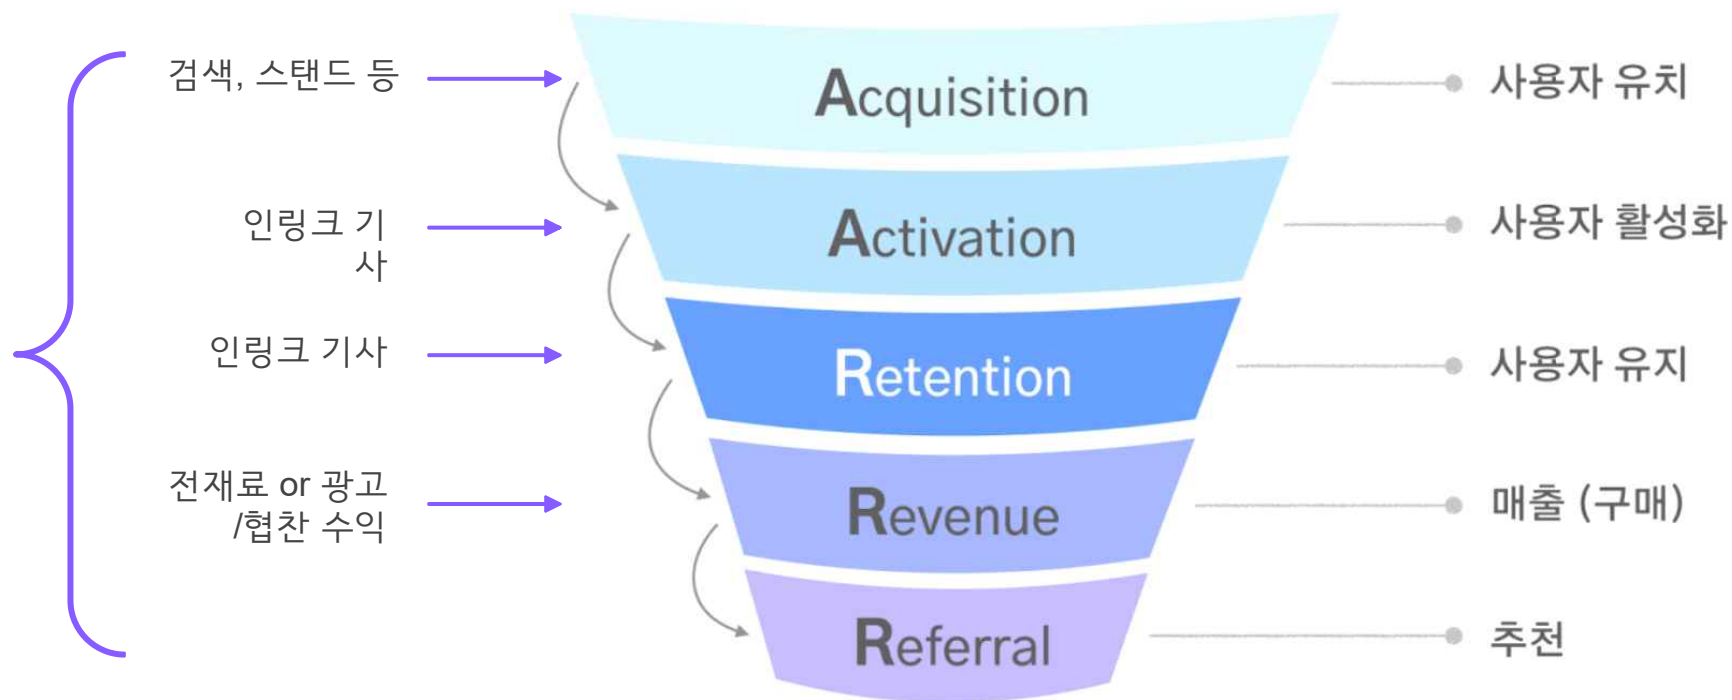 검색, 스탠드 등
Acquisition
사용자 유치
인링크 기
사
Activation
사용자 활성화
인링크 기사
Retention
사용자 유지
전재료 or 광고
/협찬 수익
Revenue
매출 (구매)
Referral
추천